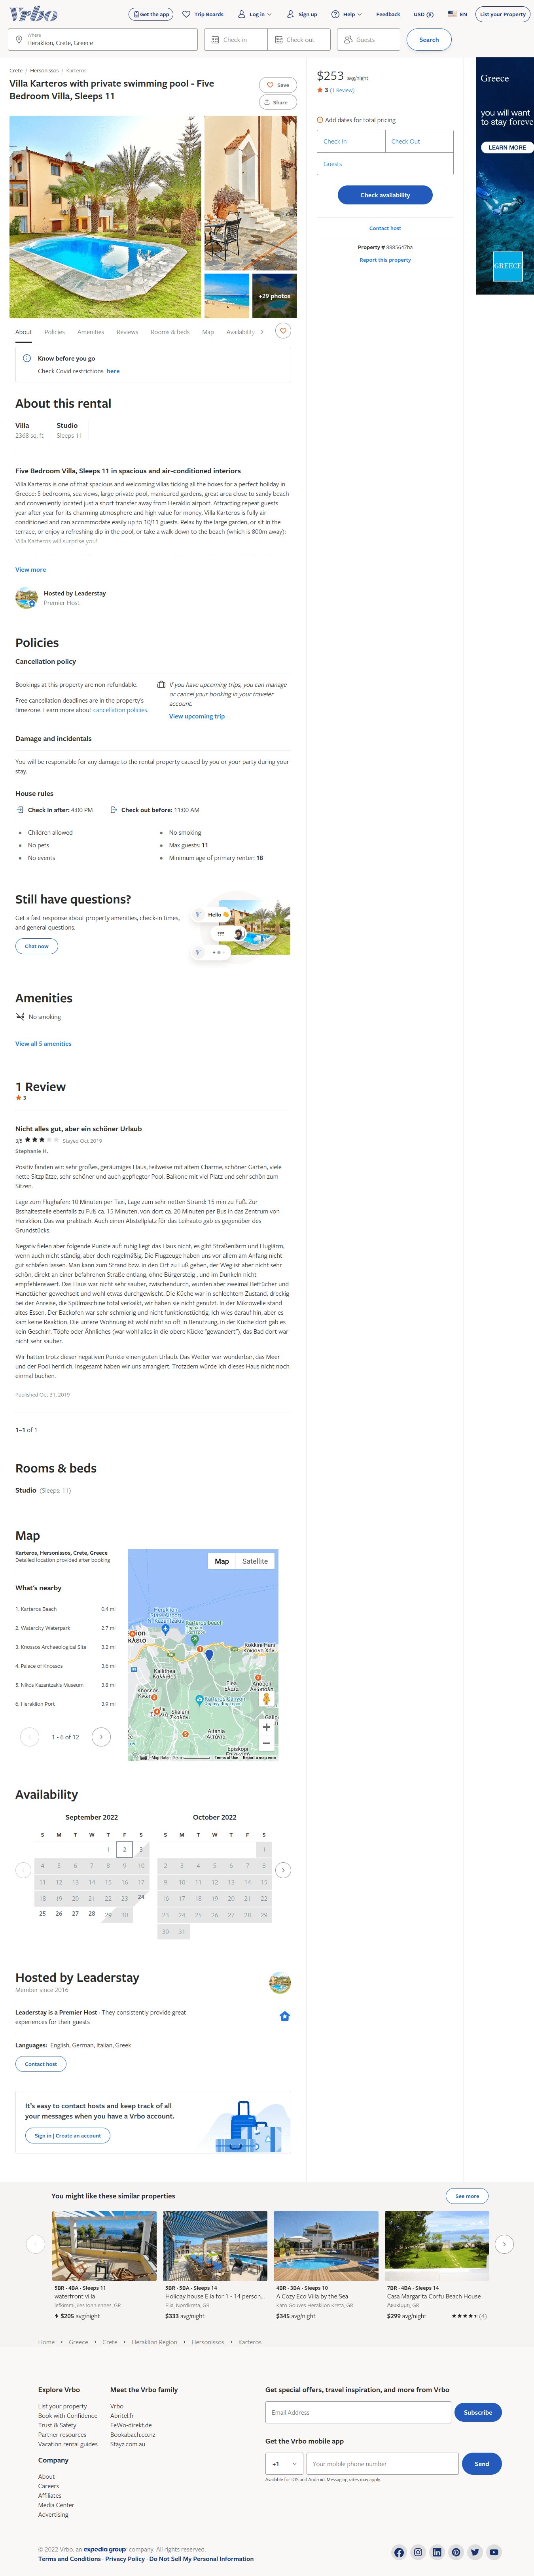 Vrbo
Get the app
Trip Boards
Log in
Sign up
Help
Feedback
USD ($)
EN
List your Property
Where
Heraklion, Crete, Greece
Check-in
Check-out
Guests
Search
Crete / Hersonissos / Karteros
Villa Karteros with private swimming pool - Five
Bedroom Villa, Sleeps 11
Save
Share
+29 photos
$253 avg/night
3 (1 Review)
Add dates for total pricing
Check In
Check Out
Guests
Check availability
Contact host
Property # 8885647ha
Report this property
Greece
you will want
to stay forever
LEARN MORE
GREECE
About
Policies
Amenities
Reviews
Rooms & beds
Map
Availability
Know before you go
Check Covid restrictions here
About this rental
Villa
2368 sq. ft
Studio
Sleeps 11
Five Bedroom Villa, Sleeps 11 in spacious and air-conditioned interiors
Villa Karteros is one of that spacious and welcoming villas ticking all the boxes for a perfect holiday in
Greece: 5 bedrooms, sea views, large private pool, manicured gardens, great area close to sandy beach
and conveniently located just a short transfer away from Heraklio airport. Attracting repeat guests
year after year for its charming atmosphere and high value for money, Villa Karteros is fully air-
conditioned and can accommodate easily up to 10/11 guests. Relax by the large garden, or sit in the
terrace, or enjoy a refreshing dip in the pool, or take a walk down to the beach (which is 800m away):
Villa Karteros will surprise you!
View more
Hosted by Leaderstay
Premier Host
Policies
Cancellation policy
Bookings at this property are non-refundable.
Free cancellation deadlines are in the property's
timezone. Learn more about cancellation policies.
If you have upcoming trips, you can manage
or cancel your booking in your traveler
account.
View upcoming trip
Damage and incidentals
You will be responsible for any damage to the rental property caused by you or your party during your
stay.
House rules
Check in after: 4:00 PM
Check out before: 11:00 AM
Children allowed
No pets
No events
No smoking
Max guests: 11
Minimum age of primary renter: 18
Still have questions?
Get a fast response about property amenities, check-in times,
and general questions.
Chat now
Hello
???
Amenities
No smoking
View all 5 amenities
1 Review
3
Nicht alles gut, aber ein schöner Urlaub
3/5 Stayed Oct 2019
Stephanie H.
Positiv fanden wir: sehr großes, geräumiges Haus, teilweise mit altem Charme, schöner Garten, viele
nette Sitzplätze, sehr schöner und auch gepflegter Pool. Balkone mit viel Platz und sehr schön zum
Sitzen.
Lage zum Flughafen: 10 Minuten per Taxi, Lage zum sehr netten Strand: 15 min zu Fuß. Zur
Bsshaltestelle ebenfalls zu Fuß ca. 15 Minuten, von dort ca. 20 Minuten per Bus in das Zentrum von
Heraklion. Das war praktisch. Auch einen Abstellplatz für das Leihauto gab es gegenüber des
Grundstücks.
Negativ fielen aber folgende Punkte auf: ruhig liegt das Haus nicht, es gibt Straßenlärm und Fluglärm,
wenn auch nicht ständig, aber doch regelmäßig. Die Flugzeuge haben uns vor allem am Anfang nicht
gut schlafen lassen. Man kann zum Strand bzw. in den Ort zu Fuß gehen, der Weg ist aber nicht sehr
schön, direkt an einer befahrenen Straße entlang, ohne Bürgersteig , und im Dunkeln nicht
empfehlenswert. Das Haus war nicht sehr sauber, zwischendurch, wurden aber zweimal Bettücher und
Handtücher gewechselt und wohl etwas durchgewischt. Die Küche war in schlechtem Zustand, dreckig
bei der Anreise, die Spülmaschine total verkalkt, wir haben sie nicht genutzt. In der Mikrowelle stand
altes Essen. Der Backofen war sehr schmierig und nicht funktionstüchtig. Ich wies darauf hin, aber es
kam keine Reaktion. Die untere Wohnung ist wohl nicht so oft in Benutzung, in der Küche dort gab es
kein Geschirr, Töpfe oder Ähnliches (war wohl alles in die obere Küche "gewandert"), das Bad dort war
nicht sehr sauber.
Wir hatten trotz dieser negativen Punkte einen guten Urlaub. Das Wetter war wunderbar, das Meer
und der Pool herrlich. Insgesamt haben wir uns arrangiert. Trotzdem würde ich dieses Haus nicht noch
einmal buchen.
Published Oct 31, 2019
1–1 of 1
Rooms & beds
Studio (Sleeps: 11)
Map
Karteros, Hersonissos, Crete, Greece
Detailed location provided after booking
What's nearby
1. Karteros Beach 0.4 mi
2. Watercity Waterpark 2.7 mi
3. Knossos Archaeological Site 3.2 mi
4. Palace of Knossos 3.6 mi
5. Nikos Kazantzakis Museum 3.8 mi
6. Heraklion Port 3.9 mi
1 - 6 of 12
Map
Satellite
Heraklion
State Airport
Kokkini Hani
Kallithea
Καλλιθέα
Elea
Knossos
Karteros Canyon
Skalani
Σκαλάνι
Aitania
Αϊτάνια
Episkopi
Map Data
2 km
Terms of Use
Report a map error
Availability
September 2022
S M T W T F S
1 2 3
4 5 6 7 8 9 10
11 12 13 14 15 16 17
18 19 20 21 22 23 24
25 26 27 28 29 30
October 2022
S M T W T F S
1
2 3 4 5 6 7 8
9 10 11 12 13 14 15
16 17 18 19 20 21 22
23 24 25 26 27 28 29
30 31
Hosted by Leaderstay
Member since 2016
Leaderstay is a Premier Host · They consistently provide great
experiences for their guests
Languages: English, German, Italian, Greek
Contact host
It's easy to contact hosts and keep track of all
your messages when you have a Vrbo account.
Sign in | Create an account
You might like these similar properties
See more
5BR · 4BA · Sleeps 11
waterfront villa
lefkimmi, iles ioniennes, GR
$205 avg/night
5BR · 5BA · Sleeps 14
Holiday house Elia for 1 - 14 person...
Elia, Nordkreta, GR
$333 avg/night
4BR · 3BA · Sleeps 10
A Cozy Eco Villa by the Sea
Kato Gouves Heraklion Kreta, GR
$345 avg/night
7BR · 4BA · Sleeps 14
Casa Margarita Corfu Beach House
Λευκίμμη, GR
$299 avg/night
(4)
Home
Greece
Crete
Heraklion Region
Hersonissos
Karteros
Explore Vrbo
List your property
Book with Confidence
Trust & Safety
Partner resources
Vacation rental guides
Meet the Vrbo family
Vrbo
Abritel.fr
FeWo-direkt.de
Bookabach.co.nz
Stayz.com.au
Company
About
Careers
Affiliates
Media Center
Advertising
Get special offers, travel inspiration, and more from Vrbo
Email Address
Subscribe
Get the Vrbo mobile app
+1
Your mobile phone number
Send
Available for iOS and Android. Messaging rates may apply.
© 2022 Vrbo, an expedia group company. All rights reserved.
Terms and Conditions · Privacy Policy · Do Not Sell My Personal Information